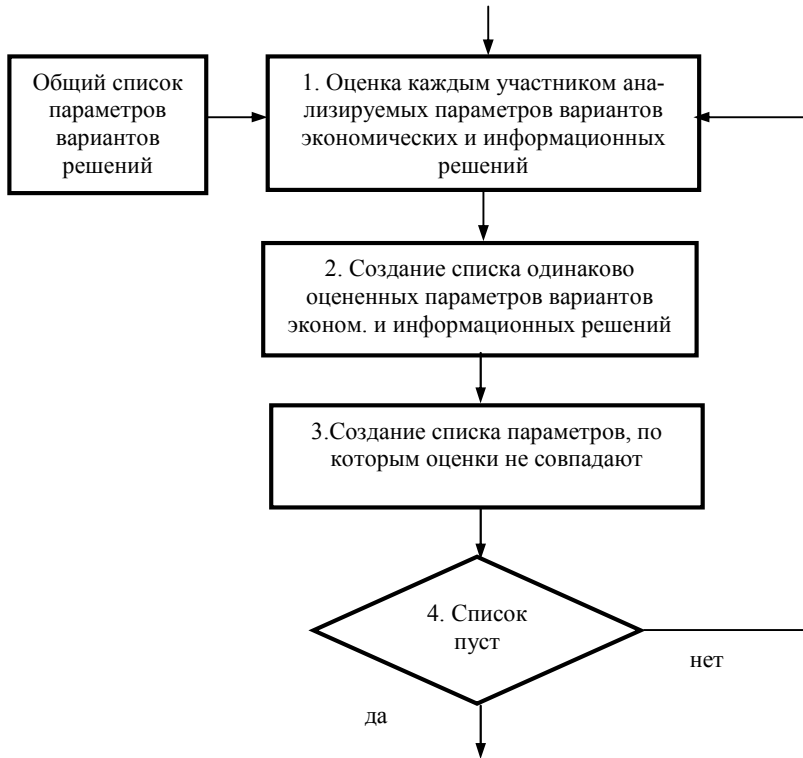 Общий список
параметров
вариантов
решений
1. Оценка каждым участником ана-
лизируемых параметров вариантов
экономических и информационных
решений
2. Создание списка одинаково
оцененных параметров вариантов
эконом. и информационных решений
3.Создание списка параметров, по
которым оценки не совпадают
4. Список
пуст
нет
да